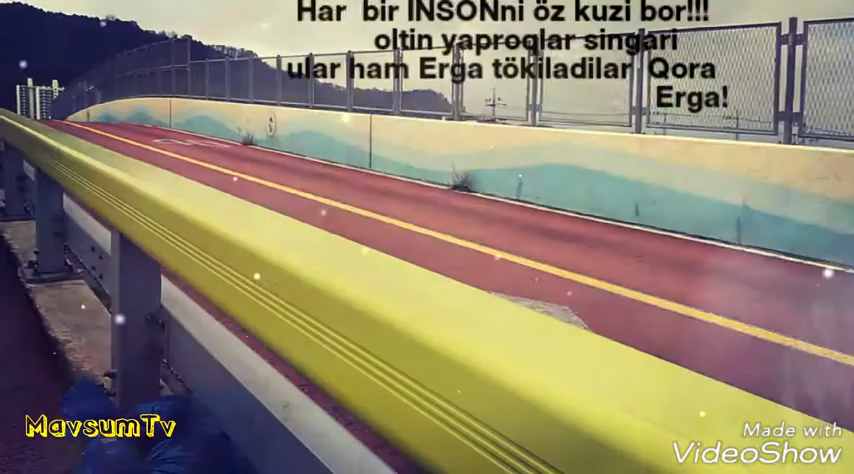 Har bir INSONni öz kuzi bor!!!
oltin yaproqlar singari
ular ham Erga tökiladilar Qora
Erga!
MavsumTv
Made with
VideoShow